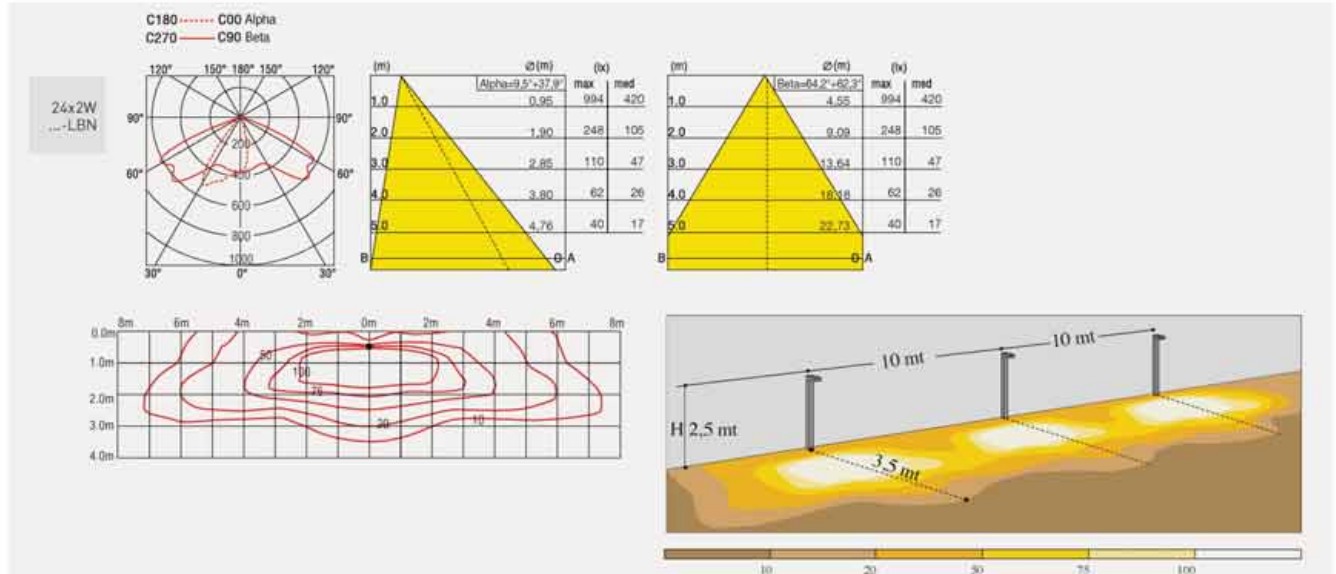 C180 C00 Alpha
C270 C90 Beta
24x2W
...-LBN
120° 150° 180° 150° 120°
90° 90°
200
60° 400 60°
600
800
1000
30° 0° 30°
(m) Ø(m) (lx)
Alpha=9,5°+37,9° max med
1.0 0.95 994 420
2.0 1.90 248 105
3.0 2.85 110 47
4.0 3.80 62 26
5.0 4.76 40 17
B 0 A
(m) Ø(m) (lx)
Beta=64,2°+62,3° max med
1.0 4.55 994 420
2.0 9.09 248 105
3.0 13.64 110 47
4.0 18.18 62 26
5.0 22.73 40 17
B 0 A
8m 6m 4m 2m 0m 2m 4m 6m 8m
0.0m
50
1.0m
100
75
2.0m
20 10
3.0m
4.0m
10 mt
10 mt
H 2,5 mt
3,5 mt
10 20 50 75 100